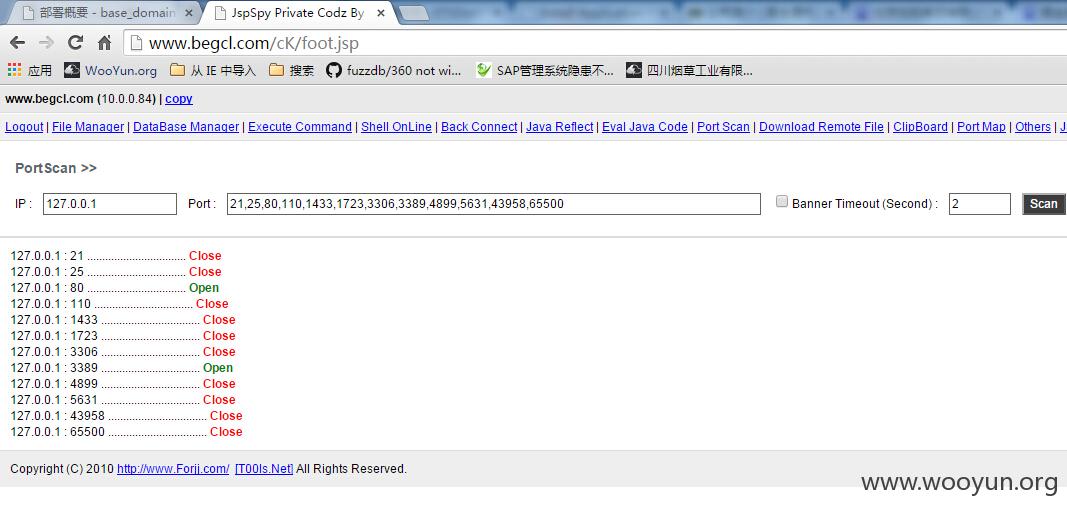 部署概要 - base_domain
JspSpy Private Codz By
www.begcl.com/cK/foot.jsp
应用 WooYun.org 从 IE 中导入 搜索 fuzzdb/360 not wi... SAP管理系统隐患不... 四川烟草工业有限...
www.begcl.com (10.0.0.84) | copy
Logout | File Manager | DataBase Manager | Execute Command | Shell OnLine | Back Connect | Java Reflect | Eval Java Code | Port Scan | Download Remote File | ClipBoard | Port Map | Others | J
PortScan >>
IP : 127.0.0.1 Port : 21,25,80,110,1433,1723,3306,3389,4899,5631,43958,65500 Banner Timeout (Second) : 2 Scan
127.0.0.1 : 21 ................................. Close
127.0.0.1 : 25 ................................. Close
127.0.0.1 : 80 ................................. Open
127.0.0.1 : 110 ................................. Close
127.0.0.1 : 1433 ................................. Close
127.0.0.1 : 1723 ................................. Close
127.0.0.1 : 3306 ................................. Close
127.0.0.1 : 3389 ................................. Open
127.0.0.1 : 4899 ................................. Close
127.0.0.1 : 5631 ................................. Close
127.0.0.1 : 43958 ................................. Close
127.0.0.1 : 65500 ................................. Close
Copyright (C) 2010 http://www.Forjj.com/ [T00ls.Net] All Rights Reserved.
www.wooyun.org